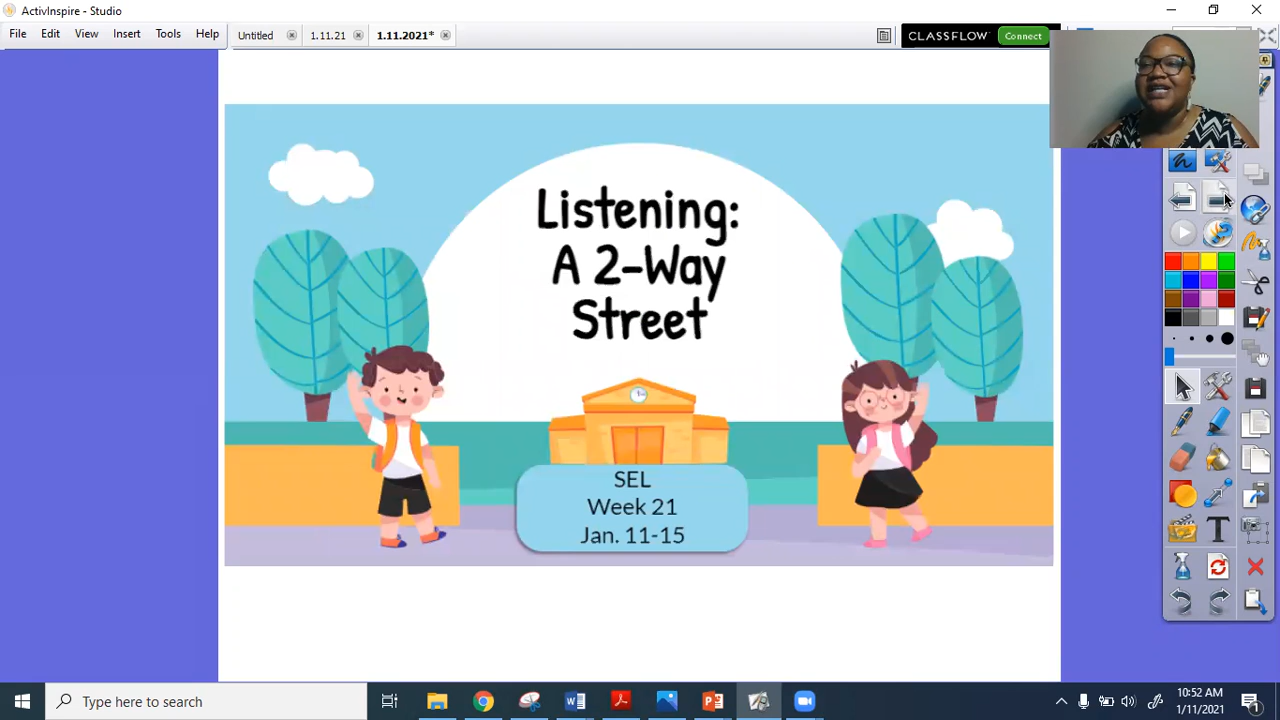 ActivInspire - Studio
File Edit View Insert Tools Help
Untitled 1.11.21 1.11.2021*
CLASSFLOW Connect
Listening:
A 2-Way
Street
SEL
Week 21
Jan. 11-15
T
Type here to search
10:52 AM
1/11/2021
1